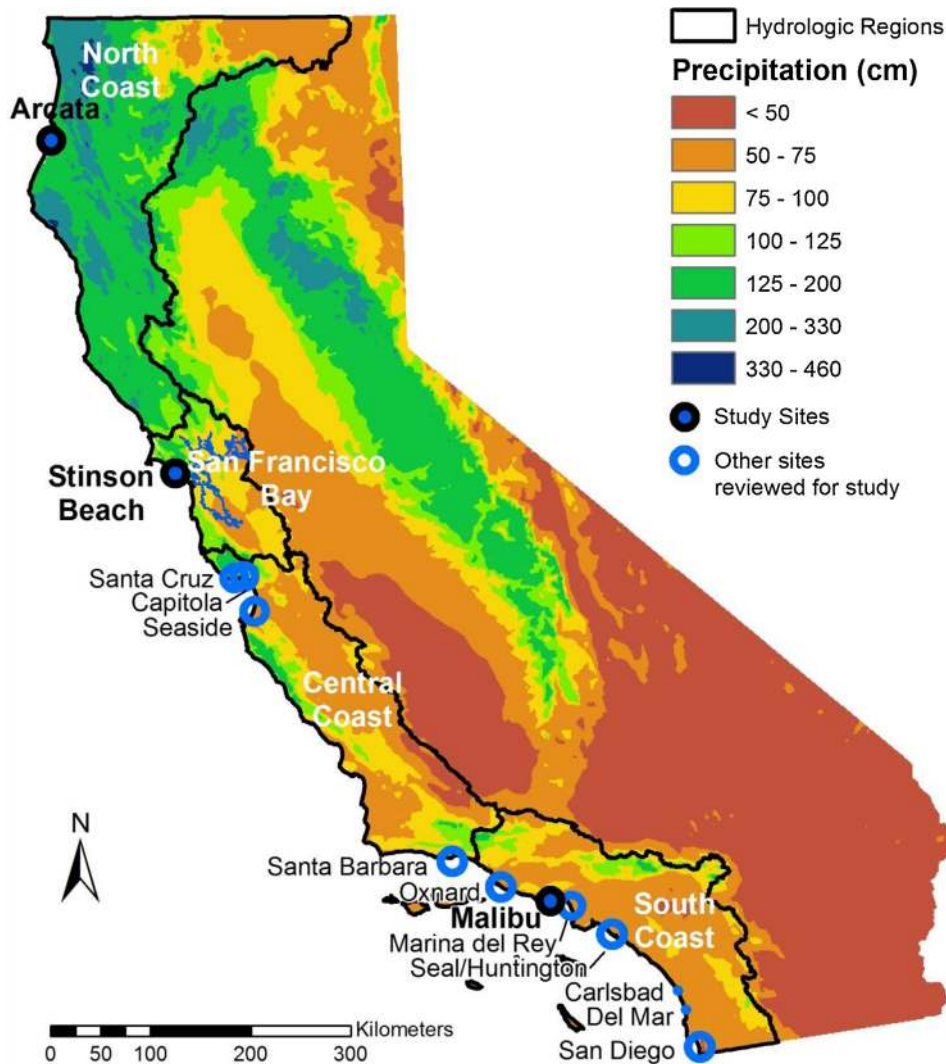 Hydrologic Regions
Precipitation (cm)
< 50
50 - 75
75 - 100
100 - 125
125 - 200
200 - 330
330 - 460
Study Sites
Other sites
reviewed for study
North
Coast
Arcata
San Francisco
Bay
Stinson
Beach
Santa Cruz
Capitola
Seaside
Central
Coast
N
Santa Barbara
Oxnard
Malibu
South
Coast
Marina del Rey
Seal/Huntington
Carlsbad
Del Mar
San Diego
Kilometers
0 50 100 200 300